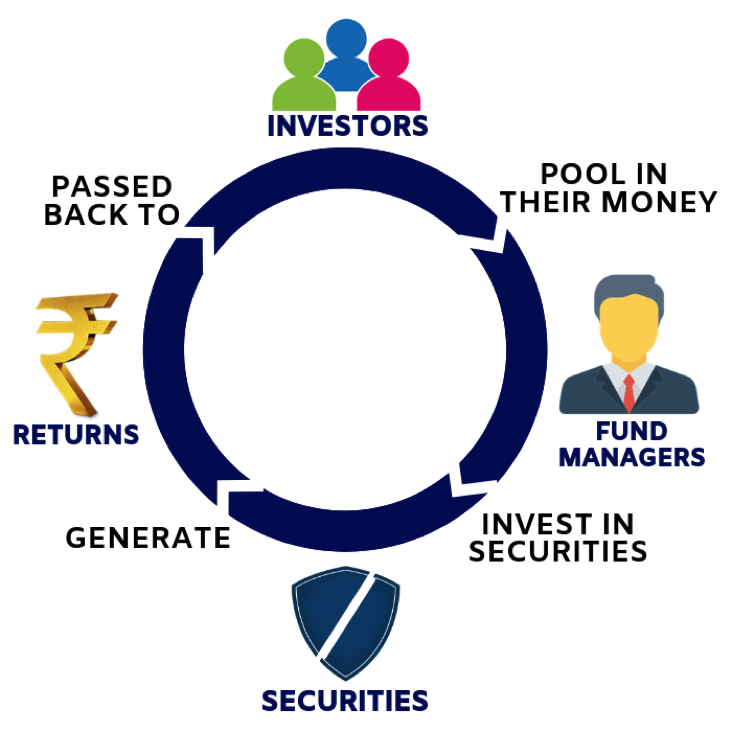 INVESTORS
POOL IN
THEIR MONEY
FUND
MANAGERS
INVEST IN
SECURITIES
SECURITIES
GENERATE
RETURNS
PASSED
BACK TO